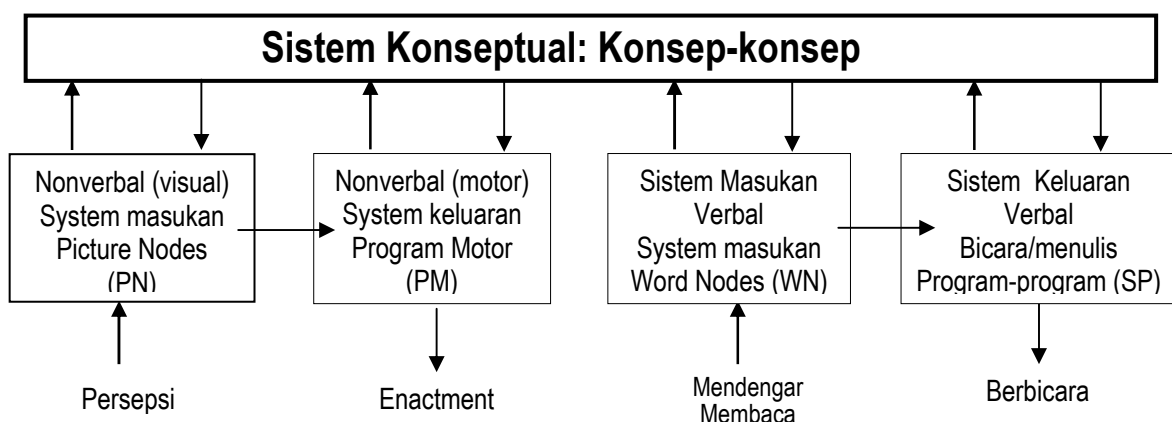 Sistem Konseptual: Konsep-konsep
Nonverbal (visual)
System masukan
Picture Nodes
(PN)
Nonverbal (motor)
System keluaran
Program Motor
(PM)
Sistem Masukan
Verbal
System masukan
Word Nodes (WN)
Sistem Keluaran
Verbal
Bicara/menulis
Program-program (SP)
Persepsi
Enactment
Mendengar
Membaca
Berbicara